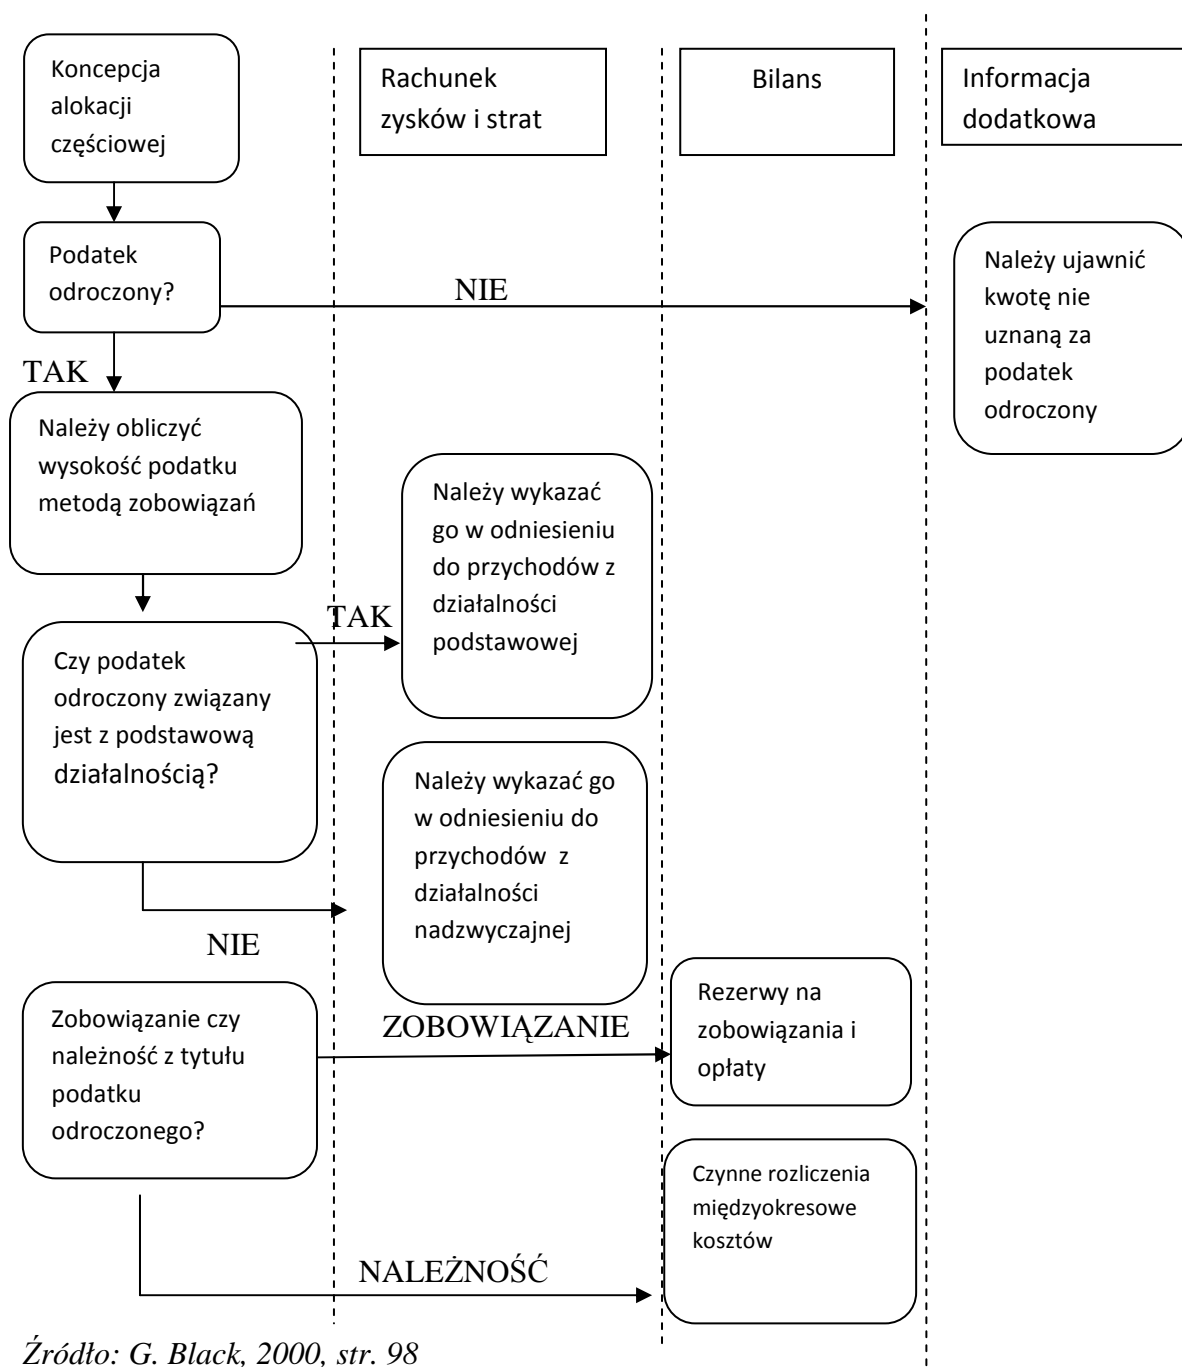 Koncepcja
alokacji
częściowej
Rachunek
zysków i strat
Bilans
Informacja
dodatkowa
Podatek
odroczony?
NIE
Należy ujawnić
kwotę nie
uznaną za
podatek
odroczony
TAK
Należy obliczyć
wysokość podatku
metodą zobowiązań
Należy wykazać
go w odniesieniu
do przychodów z
działalności
podstawowej
TAK
Czy podatek
odroczony związany
jest z podstawową
działalnością?
Należy wykazać go
w odniesieniu do
przychodów z
działalności
nadzwyczajnej
NIE
Zobowiązanie czy
należność z tytułu
podatku
odroczonego?
ZOBOWIĄZANIE
Rezerwy na
zobowiązania i
opłaty
Czynne rozliczenia
międzyokresowe
kosztów
NALEŻNOŚĆ
Źródło: G. Black, 2000, str. 98